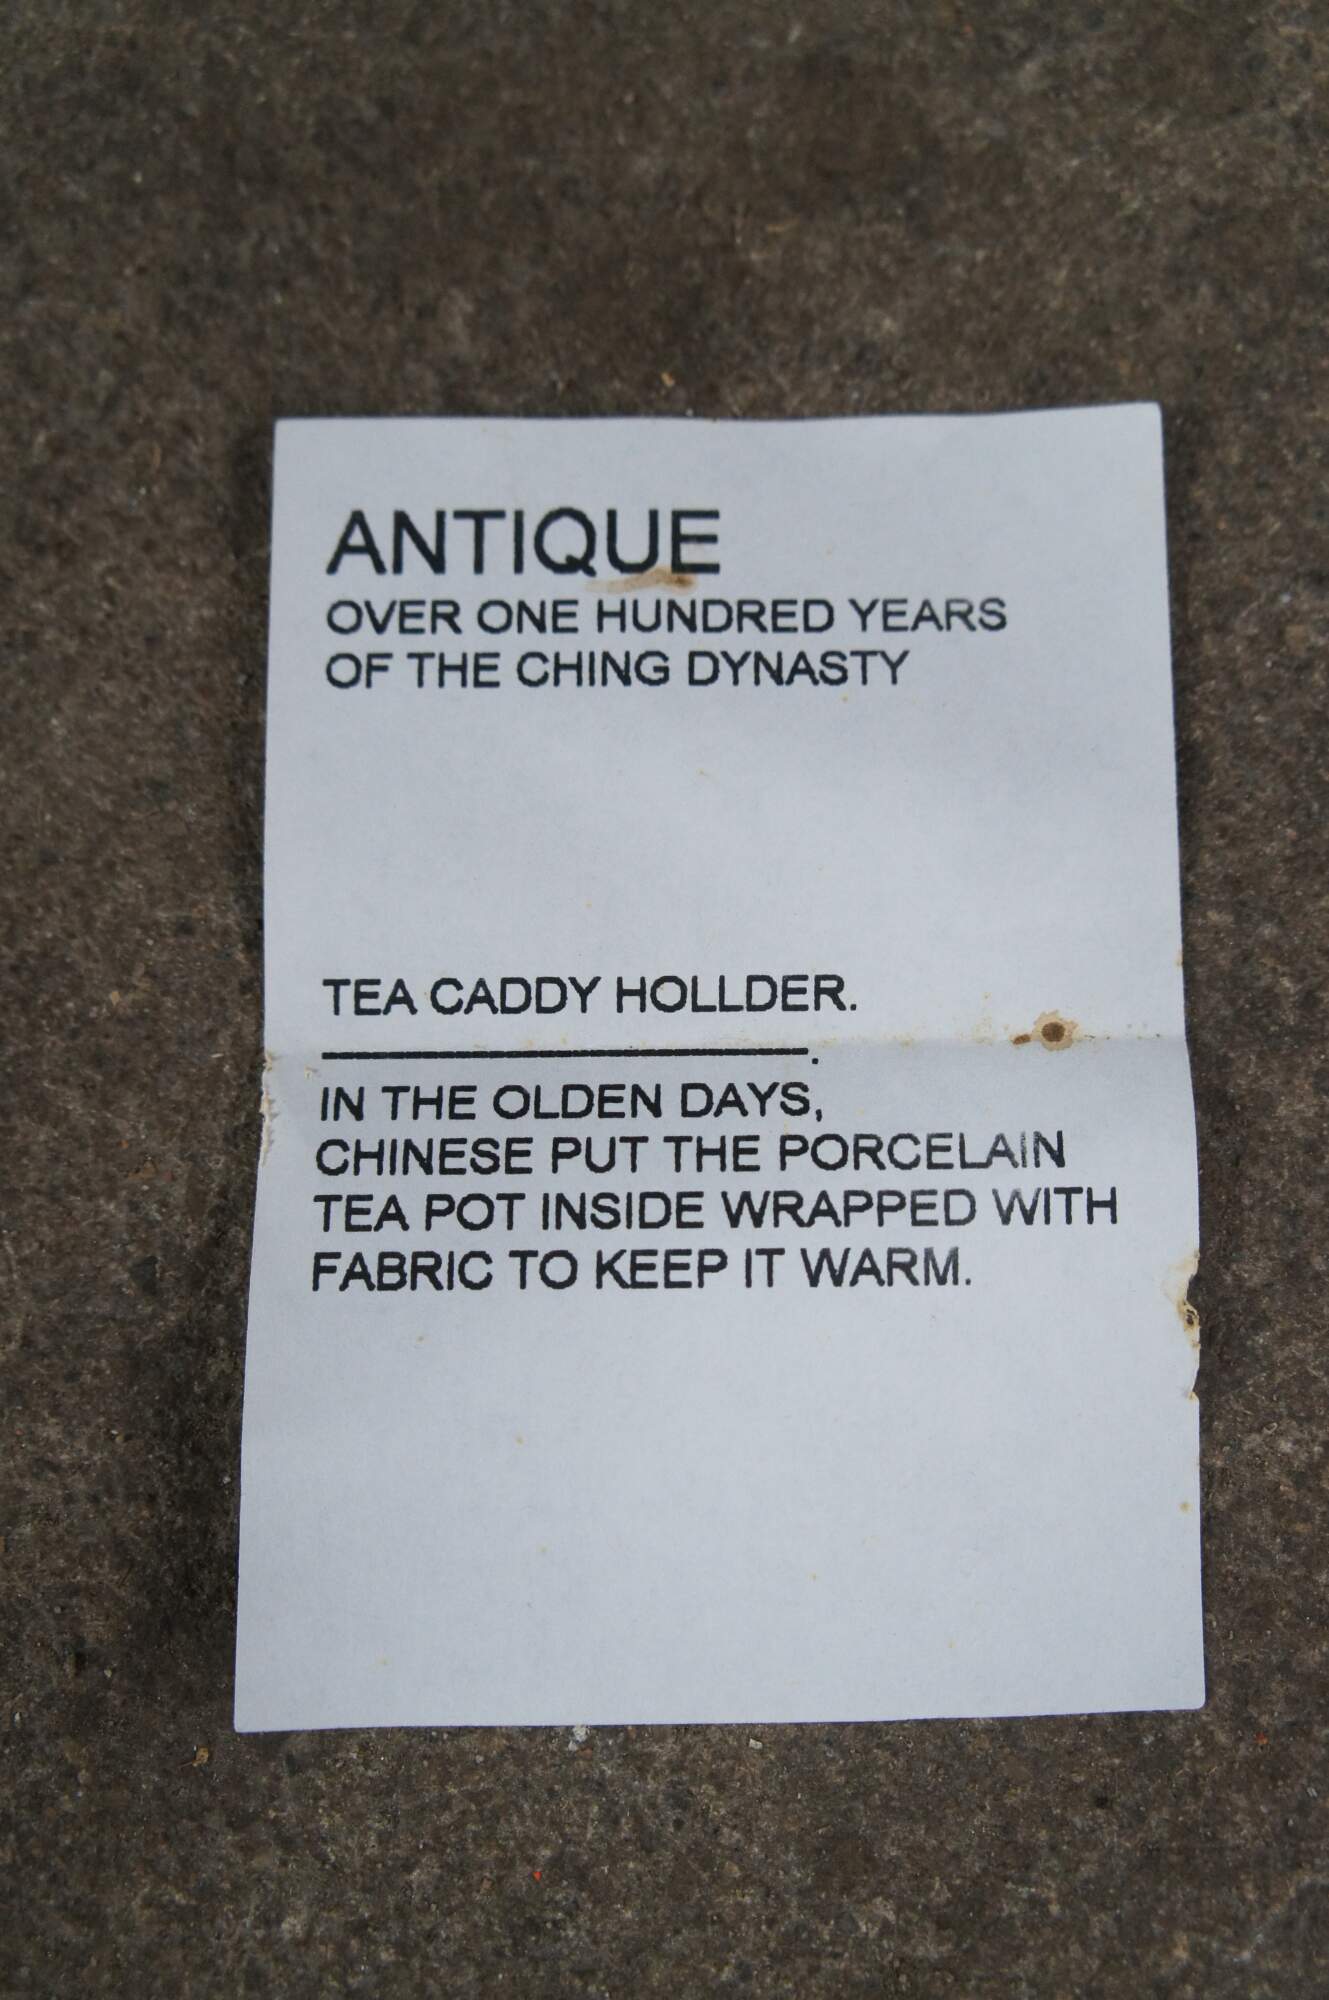 ANTIQUE
OVER ONE HUNDRED YEARS
OF THE CHING DYNASTY
TEA CADDY HOLLDER.
____________________.
IN THE OLDEN DAYS,
CHINESE PUT THE PORCELAIN
TEA POT INSIDE WRAPPED WITH
FABRIC TO KEEP IT WARM.